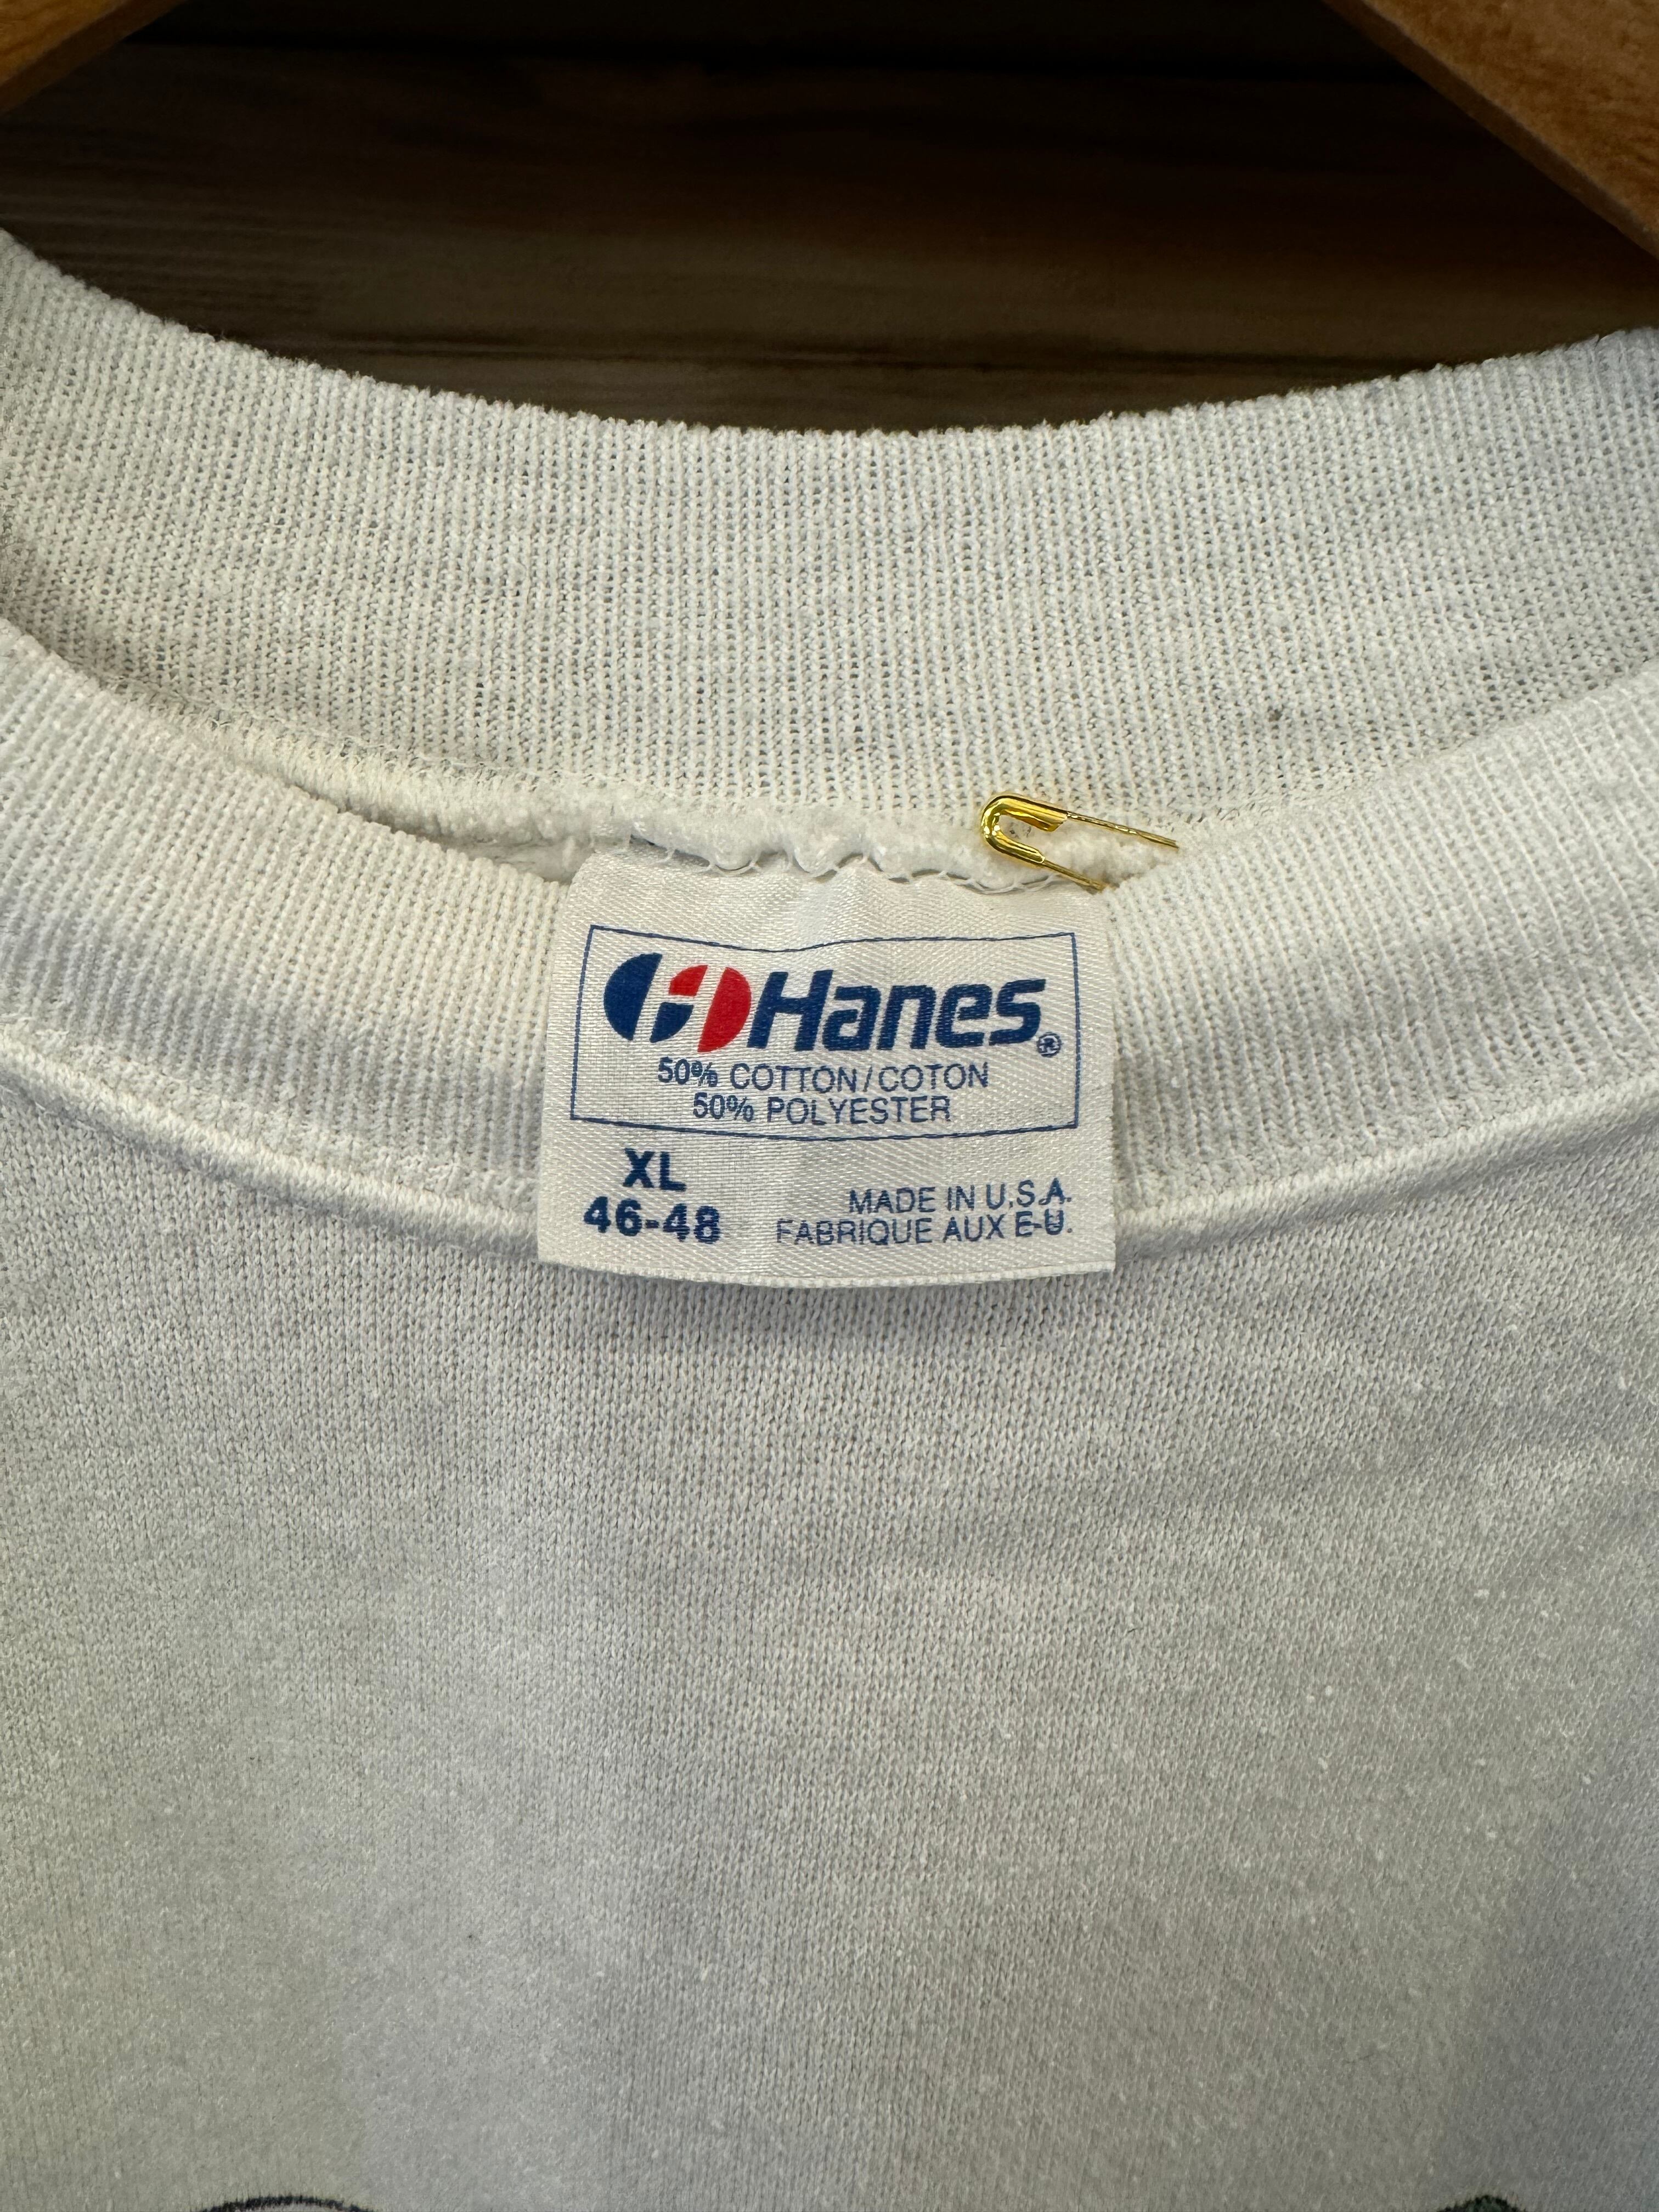 Hanes®
50% COTTON/COTON
50% POLYESTER
XL
46-48
MADE IN U.S.A.
FABRIQUE AUX E-U.